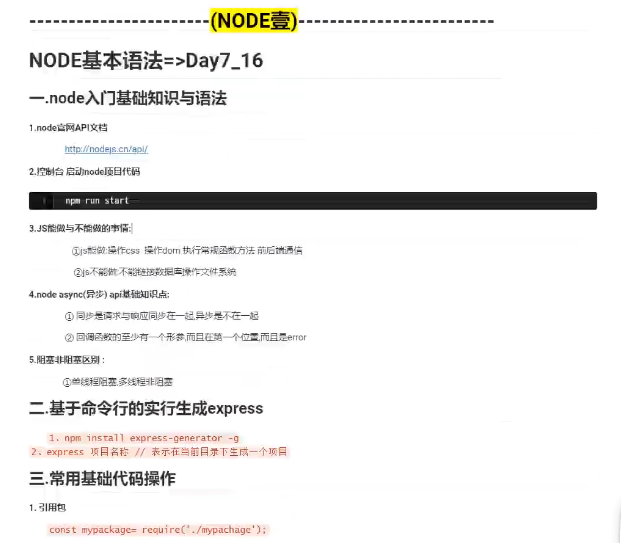 -----------------------(NODE壹)-------------------------
NODE基本语法=>Day7_16
一.node入门基础知识与语法
1.node官网API文档
http://nodejs.cn/api/
2.控制台 启动node项目代码
npm run start
3.JS能做与不能做的事情:
①js能做:操作css 操作dom 执行常规函数方法 前后端通信
②js不能做:不能链接数据库操作文件系统
4.node async(异步) api基础知识点:
① 同步是请求与响应同步在一起,异步是不在一起
② 回调函数的至少有一个形参,而且在第一个位置,而且是error
5.阻塞非阻塞区别 :
①单线程阻塞,多线程非阻塞
二.基于命令行的实行生成express
1. npm install express-generator -g
2. express 项目名称 // 表示在当前目录下生成一个项目
三.常用基础代码操作
1. 引用包
const mypackage= require('./mypachage');